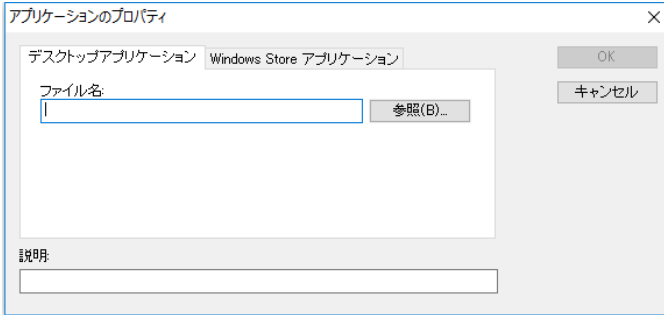 アプリケーションのプロパティ
デスクトップアプリケーション Windows Store アプリケーション
OK
ファイル名:
キャンセル
参照(B)...
説明: